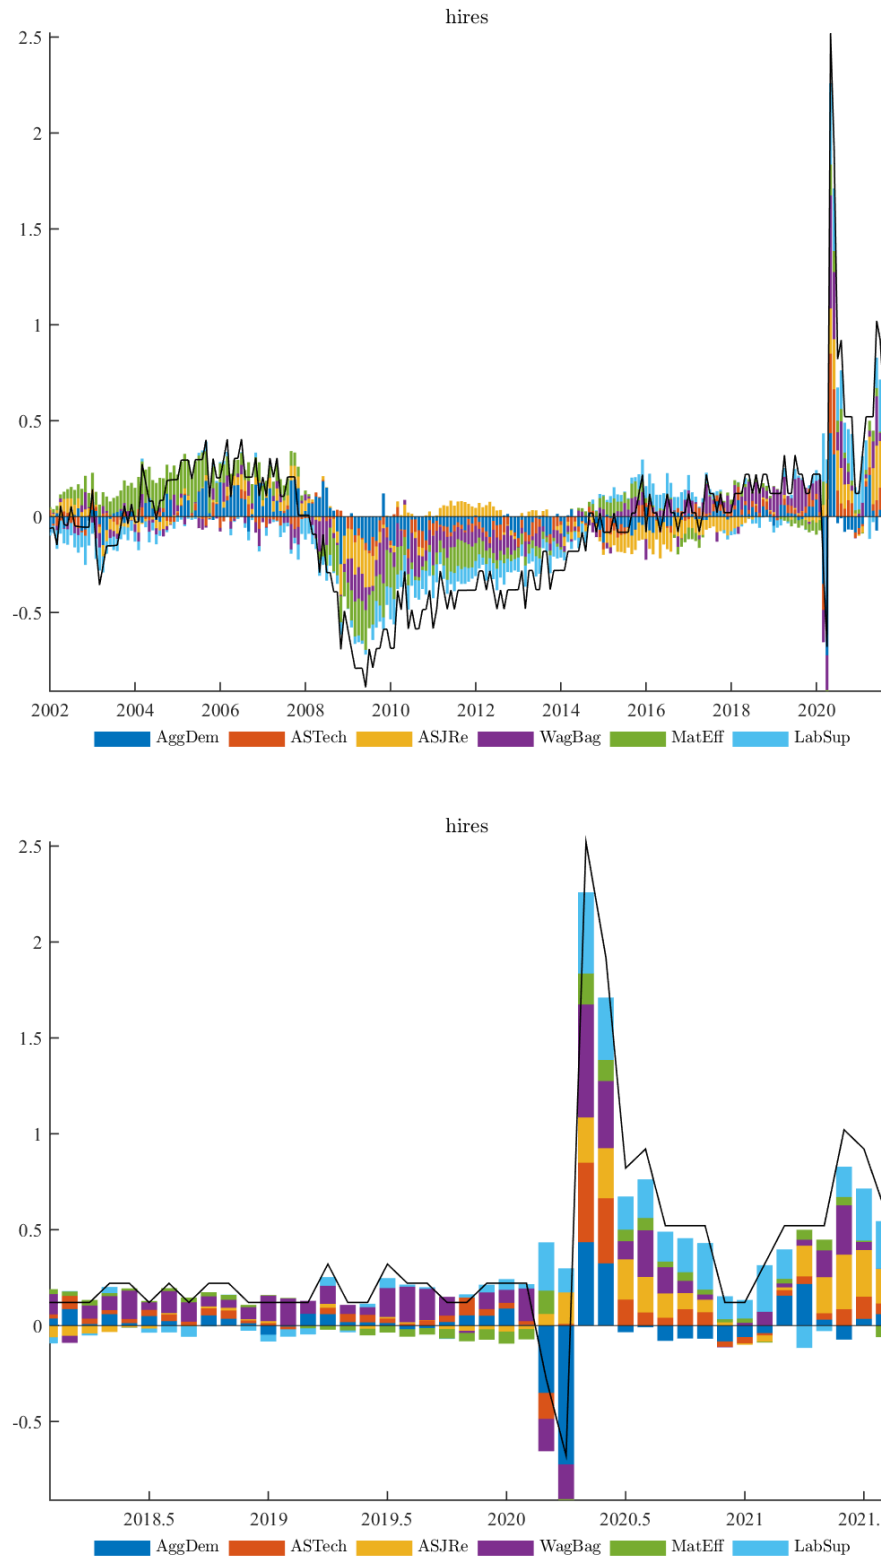 hires
2.5
2
1.5
1
0.5
0
-0.5
2002 2004 2006 2008 2010 2012 2014 2016 2018 2020
AggDem ASTech ASJRe WagBag MatEff LabSup
hires
2.5
2
1.5
1
0.5
0
-0.5
2018.5 2019 2019.5 2020 2020.5 2021 2021.
AggDem ASTech ASJRe WagBag MatEff LabSup